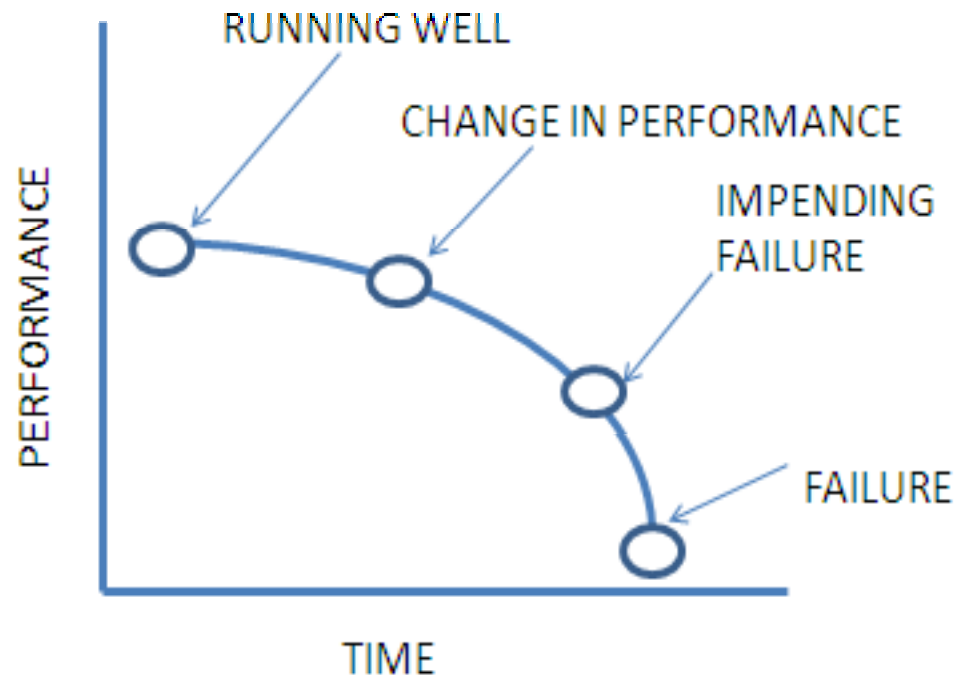 RUNNING WELL
CHANGE IN PERFORMANCE
IMPENDING
FAILURE
PERFORMANCE
FAILURE
TIME